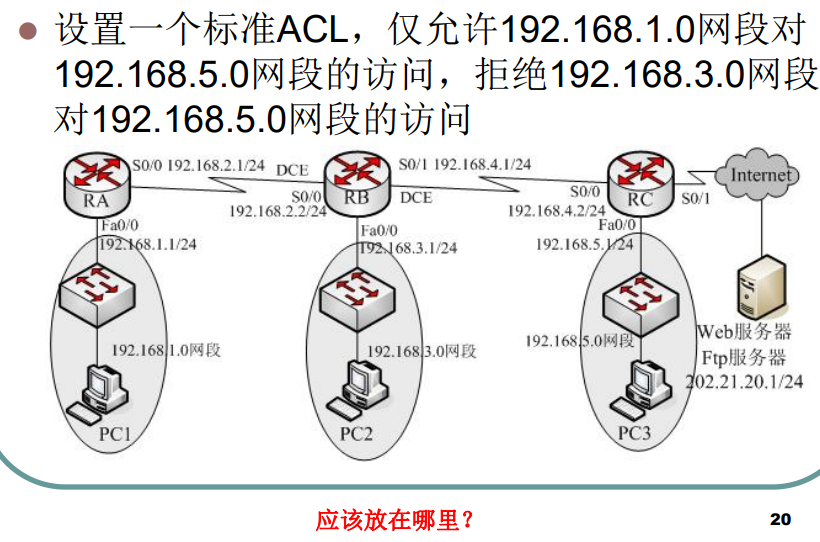 设置一个标准ACL，仅允许192.168.1.0网段对
192.168.5.0网段的访问，拒绝192.168.3.0网段
对192.168.5.0网段的访问
S0/0 192.168.2.1/24
DCE
S0/1 192.168.4.1/24
Internet
RA
S0/0
192.168.2.2/24
RB
DCE
S0/0
192.168.4.2/24
RC
S0/1
Fa0/0
192.168.1.1/24
Fa0/0
192.168.3.1/24
Fa0/0
192.168.5.1/24
192.168.1.0网段
192.168.3.0网段
192.168.5.0网段
Web服务器
Ftp服务器
202.21.20.1/24
PC1
PC2
PC3
应该放在哪里？
20